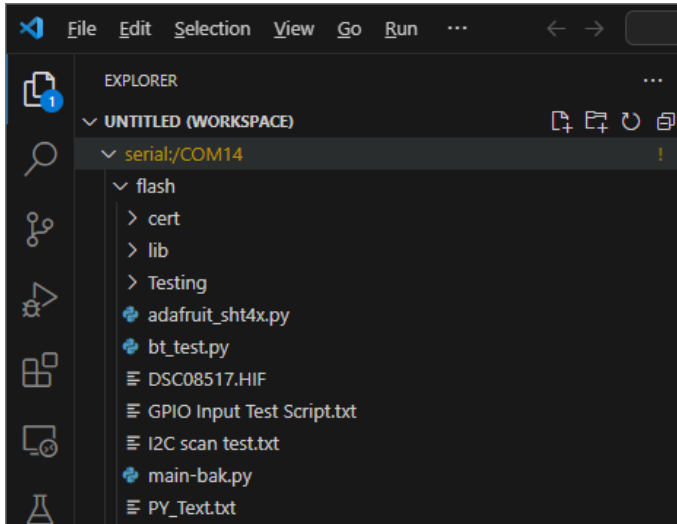 File Edit Selection View Go Run ...
EXPLORER ...
1
UNTITLED (WORKSPACE)
serial:/COM14 !
flash
cert
lib
Testing
adafruit_sht4x.py
bt_test.py
DSC08517.HIF
GPIO Input Test Script.txt
I2C scan test.txt
main-bak.py
PY_Text.txt